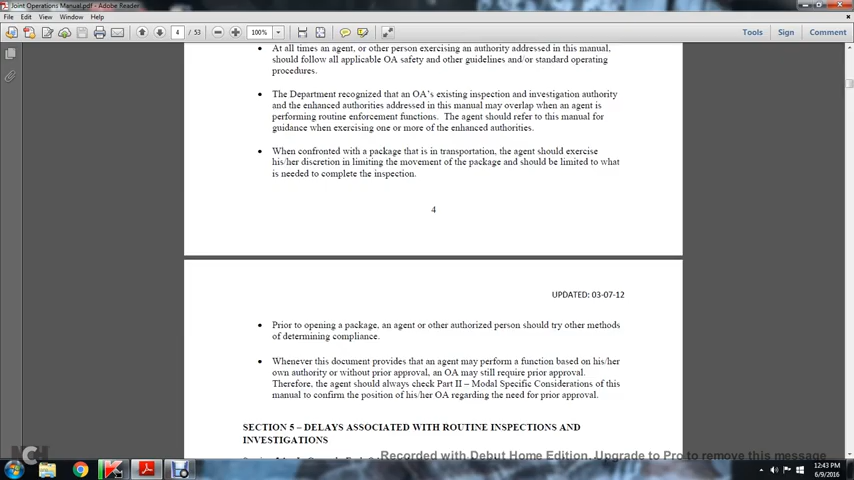 Joint Operations Manual.pdf - Adobe Reader
File Edit View Window Help
4 / 53 100% Tools Sign Comment
At all times an agent, or other person exercising an authority addressed in this manual,
should follow all applicable OA safety and other guidelines and/or standard operating
procedures.
The Department recognized that an OA's existing inspection and investigation authority
and the enhanced authorities addressed in this manual may overlap when an agent is
performing routine enforcement functions. The agent should refer to this manual for
guidance when exercising one or more of the enhanced authorities.
When confronted with a package that is in transportation, the agent should exercise
his/her discretion in limiting the movement of the package and should be limited to what
is needed to complete the inspection.
4
UPDATED: 03-07-12
Prior to opening a package, an agent or other authorized person should try other methods
of determining compliance.
Whenever this document provides that an agent may perform a function based on his/her
own authority or without prior approval, an OA may still require prior approval.
Therefore, the agent should always check Part II – Modal Specific Considerations of this
manual to confirm the position of his/her OA regarding the need for prior approval.
SECTION 5 – DELAYS ASSOCIATED WITH ROUTINE INSPECTIONS AND
INVESTIGATIONS
NCH
Recorded with Debut Home Edition. Upgrade to Pro to remove this message
12:43 PM
6/9/2016